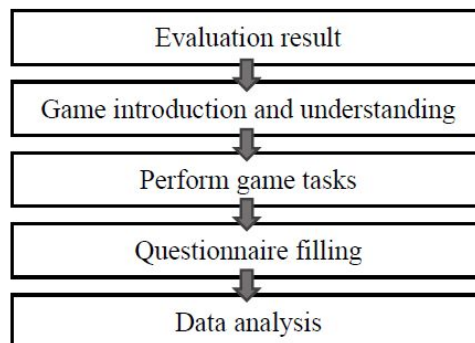 Evaluation result
Game introduction and understanding
Perform game tasks
Questionnaire filling
Data analysis